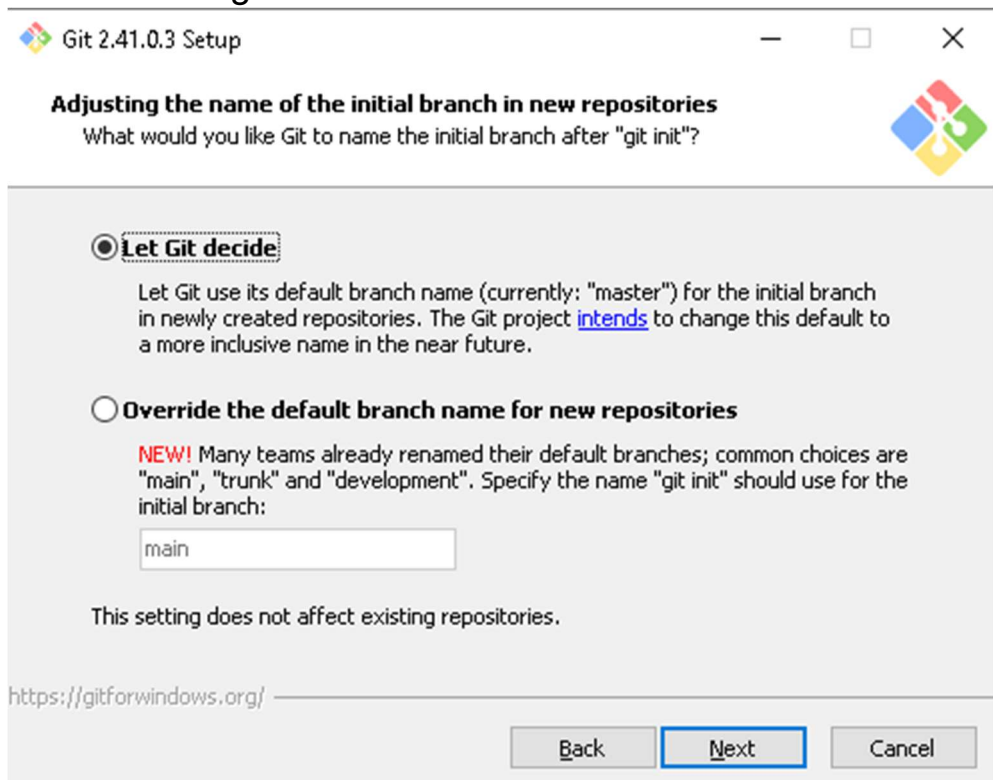 Git 2.41.0.3 Setup
Adjusting the name of the initial branch in new repositories
What would you like Git to name the initial branch after "git init"?
Let Git decide
Let Git use its default branch name (currently: "master") for the initial branch
in newly created repositories. The Git project intends to change this default to
a more inclusive name in the near future.
Override the default branch name for new repositories
NEW! Many teams already renamed their default branches; common choices are
"main", "trunk" and "development". Specify the name "git init" should use for the
initial branch:
main
This setting does not affect existing repositories.
https://gitforwindows.org/
Back Next Cancel